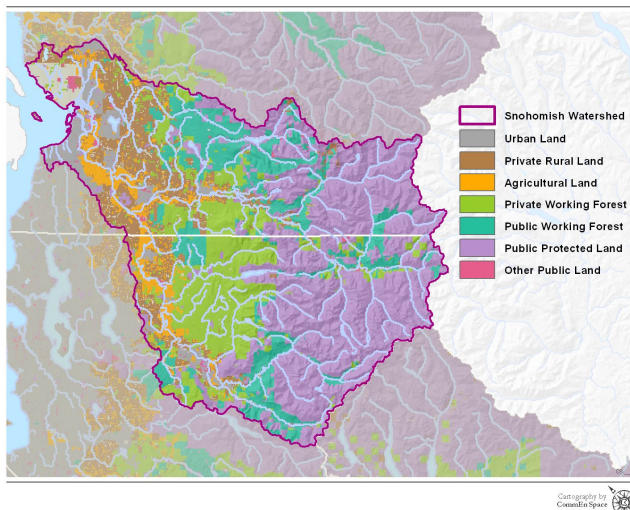 Snohomish Watershed
Urban Land
Private Rural Land
Agricultural Land
Private Working Forest
Public Working Forest
Public Protected Land
Other Public Land
Cartography by
CommEn Space